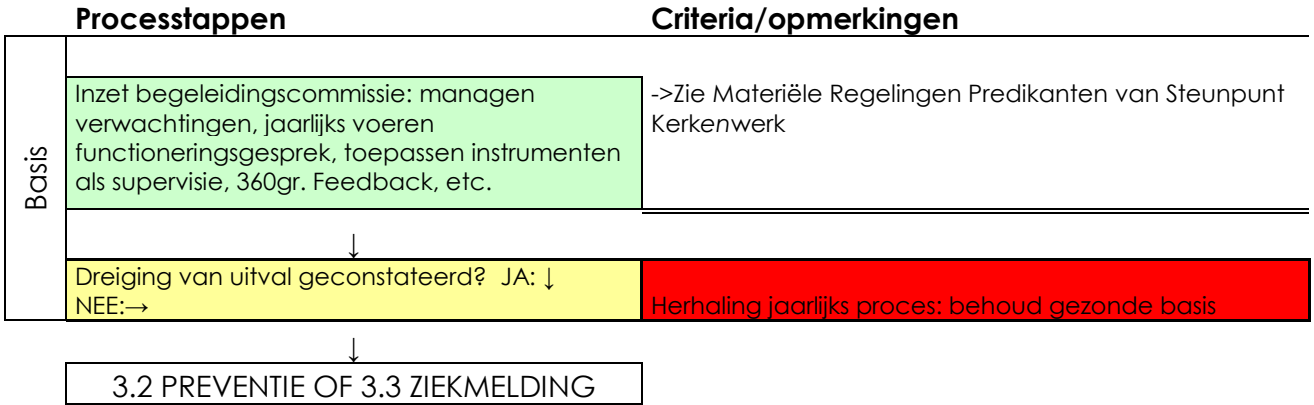 Processtappen Criteria/opmerkingen
Basis
Inzet begeleidingscommissie: managen
verwachtingen, jaarlijks voeren
functioneringsgesprek, toepassen instrumenten
als supervisie, 360gr. Feedback, etc.
->Zie Materiële Regelingen Predikanten van Steunpunt
Kerkenwerk
↓
Dreiging van uitval geconstateerd? JA: ↓
NEE:→
Herhaling jaarlijks proces: behoud gezonde basis
↓
3.2 PREVENTIE OF 3.3 ZIEKMELDING